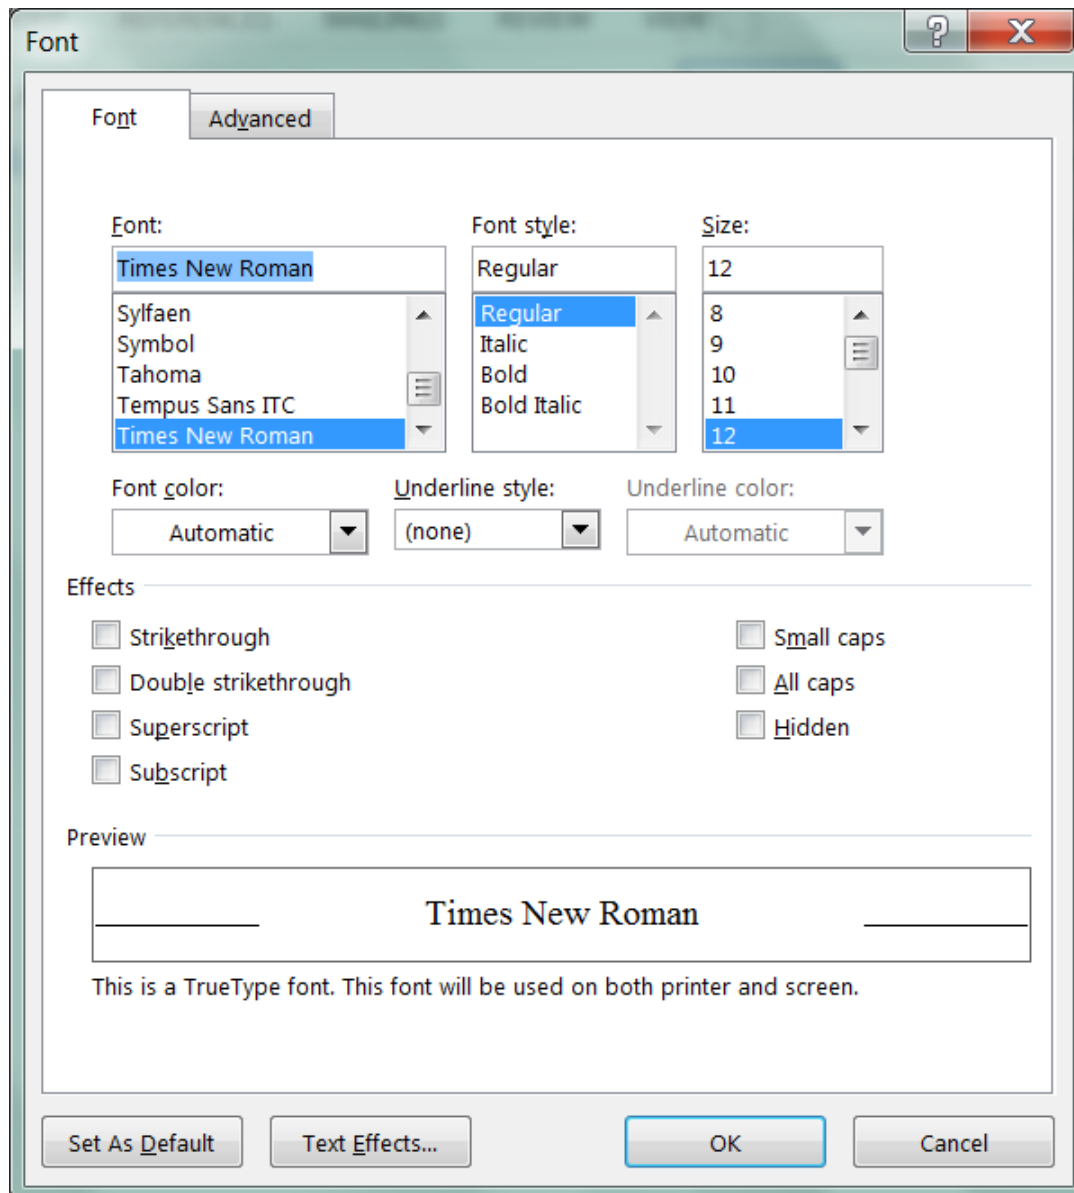 REFERENCES MAILINGS REVIEW VIEW
Font
Font Advanced
Font: Font style: Size:
Times New Roman Regular 12
Sylfaen Regular 8
Symbol Italic 9
Tahoma Bold 10
Tempus Sans ITC Bold Italic 11
Times New Roman 12
Font color: Underline style: Underline color:
Automatic (none) Automatic
Effects
Strikethrough Small caps
Double strikethrough All caps
Superscript Hidden
Subscript
Preview
Times New Roman
This is a TrueType font. This font will be used on both printer and screen.
Set As Default Text Effects... OK Cancel